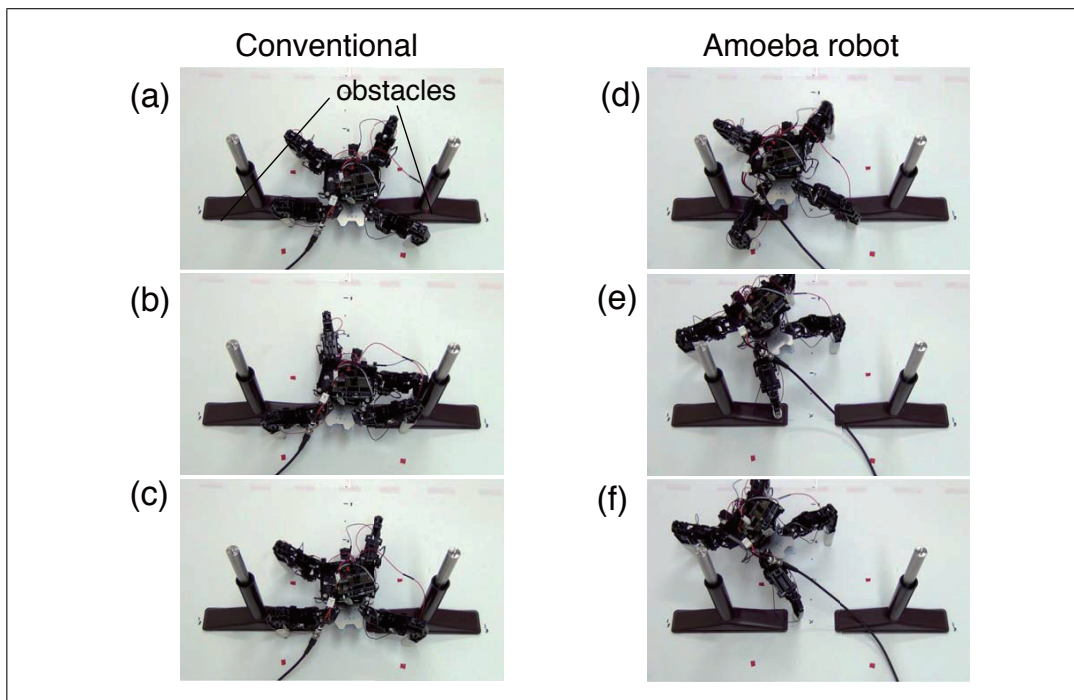 Conventional
Amoeba robot
(a)
obstacles
(d)
(b)
(e)
(c)
(f)